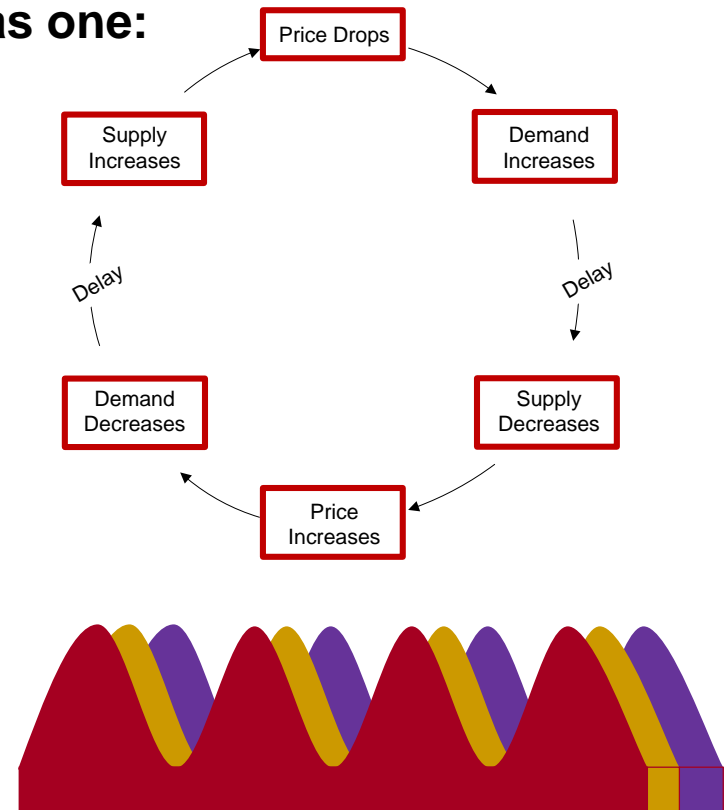 as one:
Price Drops
Demand
Increases
Delay
Supply
Decreases
Price
Increases
Demand
Decreases
Delay
Supply
Increases